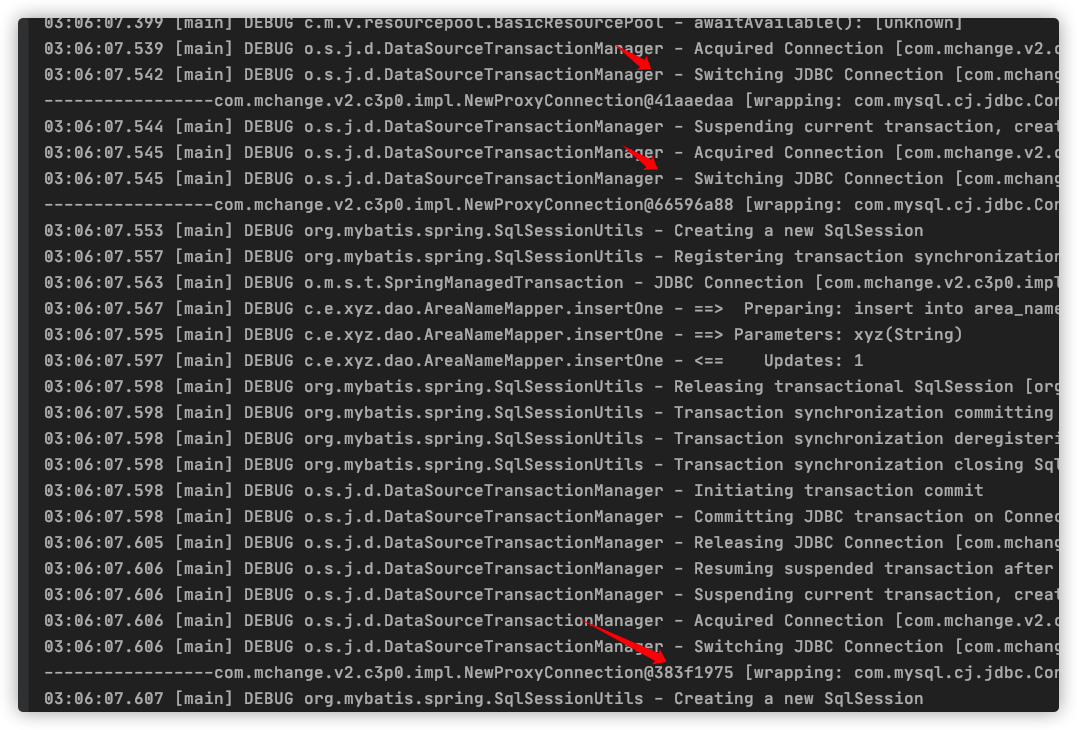 03:06:07.399 [main] DEBUG c.m.v.resourcepool.BasicResourcePool - awaitAvailable(): [unknown]
03:06:07.539 [main] DEBUG o.s.j.d.DataSourceTransactionManager - Acquired Connection [com.mchange.v2.c
03:06:07.542 [main] DEBUG o.s.j.d.DataSourceTransactionManager - Switching JDBC Connection [com.mchang
-----------------com.mchange.v2.c3p0.impl.NewProxyConnection@41aaedaa [wrapping: com.mysql.cj.jdbc.Con
03:06:07.544 [main] DEBUG o.s.j.d.DataSourceTransactionManager - Suspending current transaction, creat
03:06:07.545 [main] DEBUG o.s.j.d.DataSourceTransactionManager - Acquired Connection [com.mchange.v2.c
03:06:07.545 [main] DEBUG o.s.j.d.DataSourceTransactionManager - Switching JDBC Connection [com.mchang
-----------------com.mchange.v2.c3p0.impl.NewProxyConnection@66596a88 [wrapping: com.mysql.cj.jdbc.Con
03:06:07.553 [main] DEBUG org.mybatis.spring.SqlSessionUtils - Creating a new SqlSession
03:06:07.557 [main] DEBUG org.mybatis.spring.SqlSessionUtils - Registering transaction synchronization
03:06:07.563 [main] DEBUG o.m.s.t.SpringManagedTransaction - JDBC Connection [com.mchange.v2.c3p0.impl
03:06:07.567 [main] DEBUG c.e.xyz.dao.AreaNameMapper.insertOne - ==>  Preparing: insert into area_name
03:06:07.595 [main] DEBUG c.e.xyz.dao.AreaNameMapper.insertOne - ==> Parameters: xyz(String)
03:06:07.597 [main] DEBUG c.e.xyz.dao.AreaNameMapper.insertOne - <==    Updates: 1
03:06:07.598 [main] DEBUG org.mybatis.spring.SqlSessionUtils - Releasing transactional SqlSession [org
03:06:07.598 [main] DEBUG org.mybatis.spring.SqlSessionUtils - Transaction synchronization committing
03:06:07.598 [main] DEBUG org.mybatis.spring.SqlSessionUtils - Transaction synchronization deregisteri
03:06:07.598 [main] DEBUG org.mybatis.spring.SqlSessionUtils - Transaction synchronization closing Sql
03:06:07.598 [main] DEBUG o.s.j.d.DataSourceTransactionManager - Initiating transaction commit
03:06:07.598 [main] DEBUG o.s.j.d.DataSourceTransactionManager - Committing JDBC transaction on Connec
03:06:07.605 [main] DEBUG o.s.j.d.DataSourceTransactionManager - Releasing JDBC Connection [com.mchang
03:06:07.606 [main] DEBUG o.s.j.d.DataSourceTransactionManager - Resuming suspended transaction after
03:06:07.606 [main] DEBUG o.s.j.d.DataSourceTransactionManager - Suspending current transaction, creat
03:06:07.606 [main] DEBUG o.s.j.d.DataSourceTransactionManager - Acquired Connection [com.mchange.v2.c
03:06:07.606 [main] DEBUG o.s.j.d.DataSourceTransactionManager - Switching JDBC Connection [com.mchang
-----------------com.mchange.v2.c3p0.impl.NewProxyConnection@383f1975 [wrapping: com.mysql.cj.jdbc.Con
03:06:07.607 [main] DEBUG org.mybatis.spring.SqlSessionUtils - Creating a new SqlSession